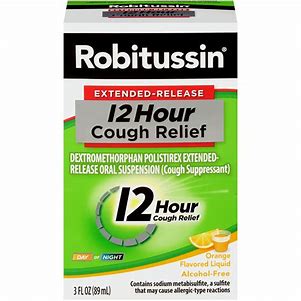 Robitussin®
EXTENDED-RELEASE
12 Hour
Cough Relief
DEXTROMETHORPHAN POLISTIREX EXTENDED-
RELEASE ORAL SUSPENSION (Cough Suppressant)
12 Hour
Cough Relief
DAY OR NIGHT
Orange
Flavored Liquid
Alcohol-Free
3 FL OZ (89 mL)
Contains sodium metabisulfite, a sulfite
that may cause allergic-type reactions